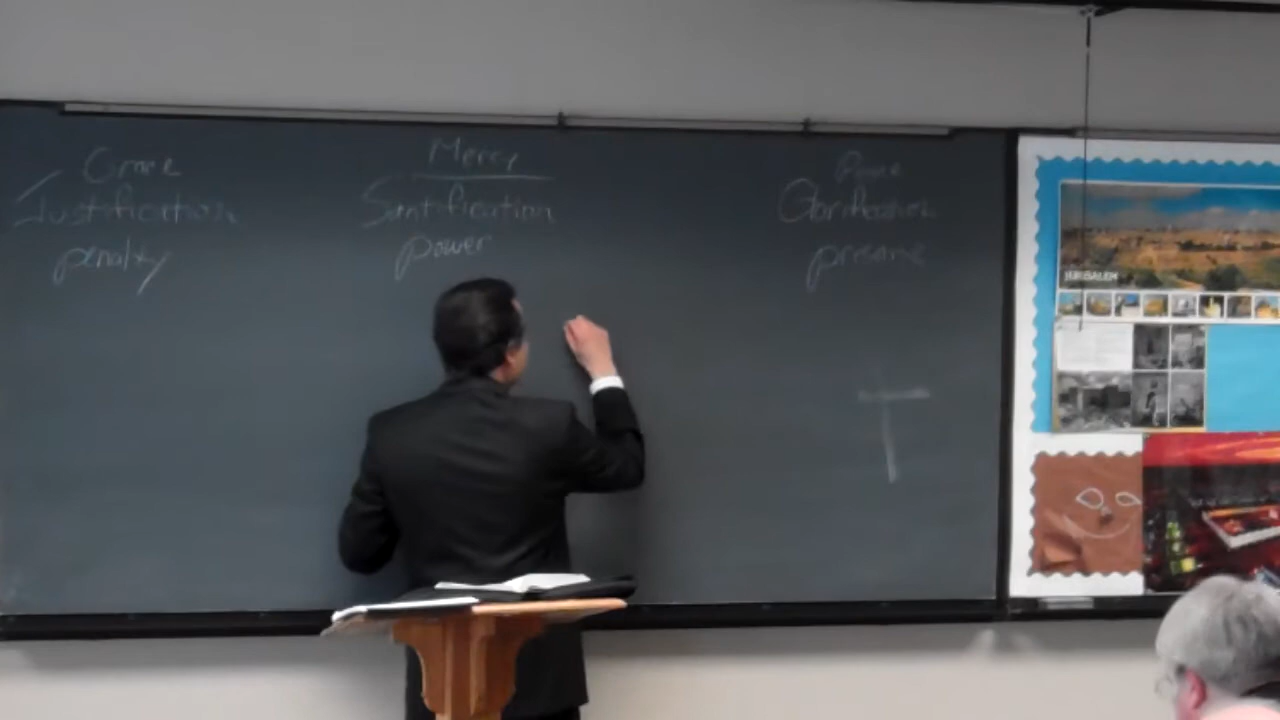 Grace
Justification
penalty
Mercy
Santification
power
Peace
Glorification
presence
T
JERUSALEM